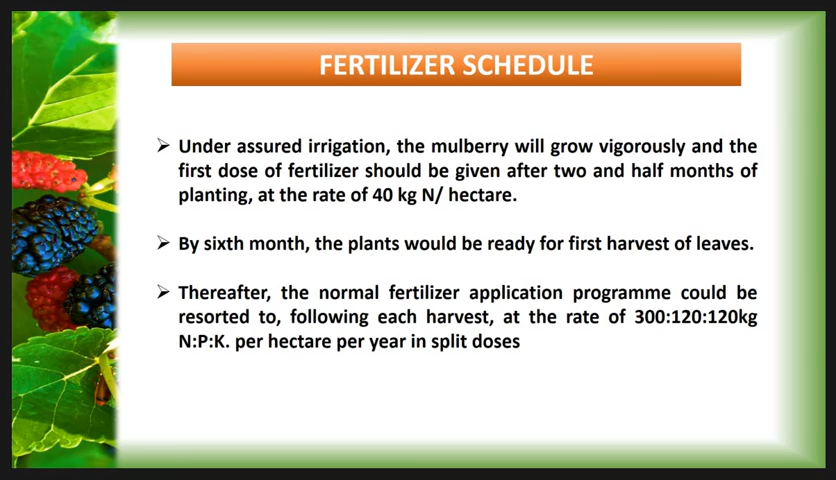 FERTILIZER SCHEDULE
➢ Under assured irrigation, the mulberry will grow vigorously and the
first dose of fertilizer should be given after two and half months of
planting, at the rate of 40 kg N/ hectare.
➢ By sixth month, the plants would be ready for first harvest of leaves.
➢ Thereafter, the normal fertilizer application programme could be
resorted to, following each harvest, at the rate of 300:120:120kg
N:P:K. per hectare per year in split doses